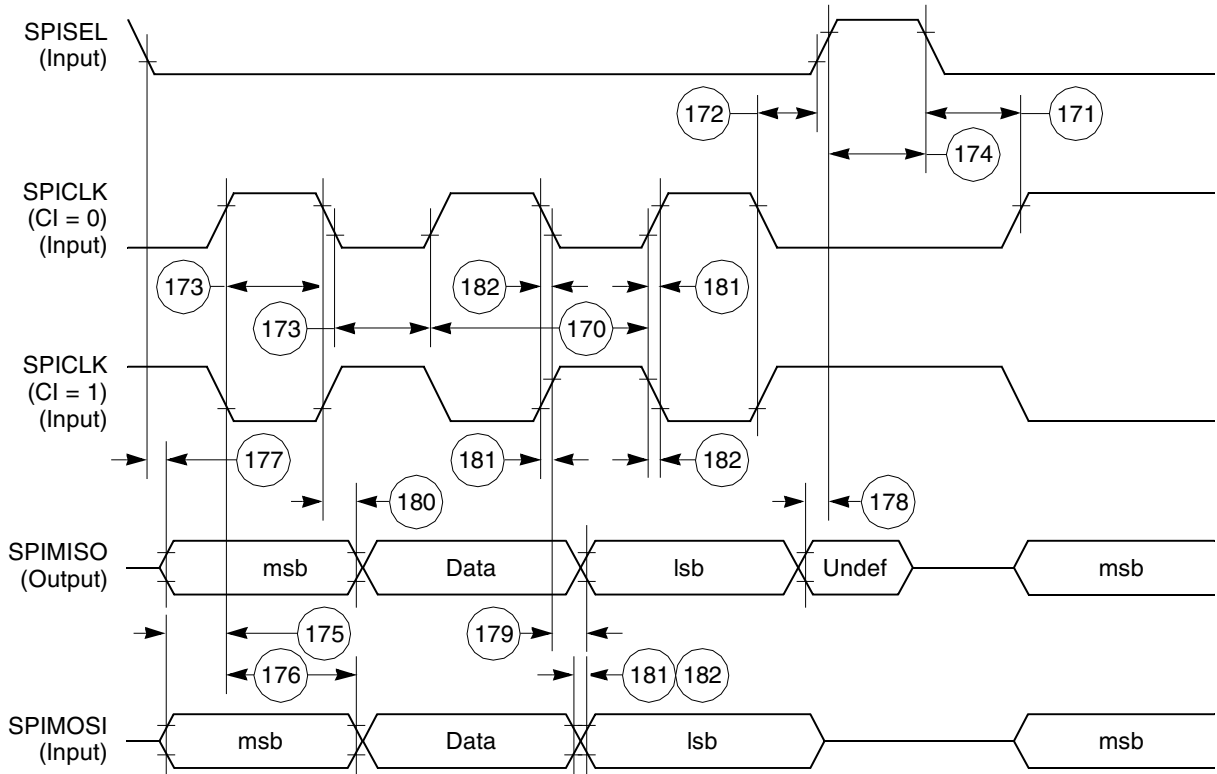 SPISEL
(Input)
172
171
174
SPICLK
(CI = 0)
(Input)
173
182
181
173
170
SPICLK
(CI = 1)
(Input)
177
181
182
180
178
SPIMISO
(Output)
msb
Data
lsb
Undef
msb
175
179
176
181
182
SPIMOSI
(Input)
msb
Data
lsb
msb